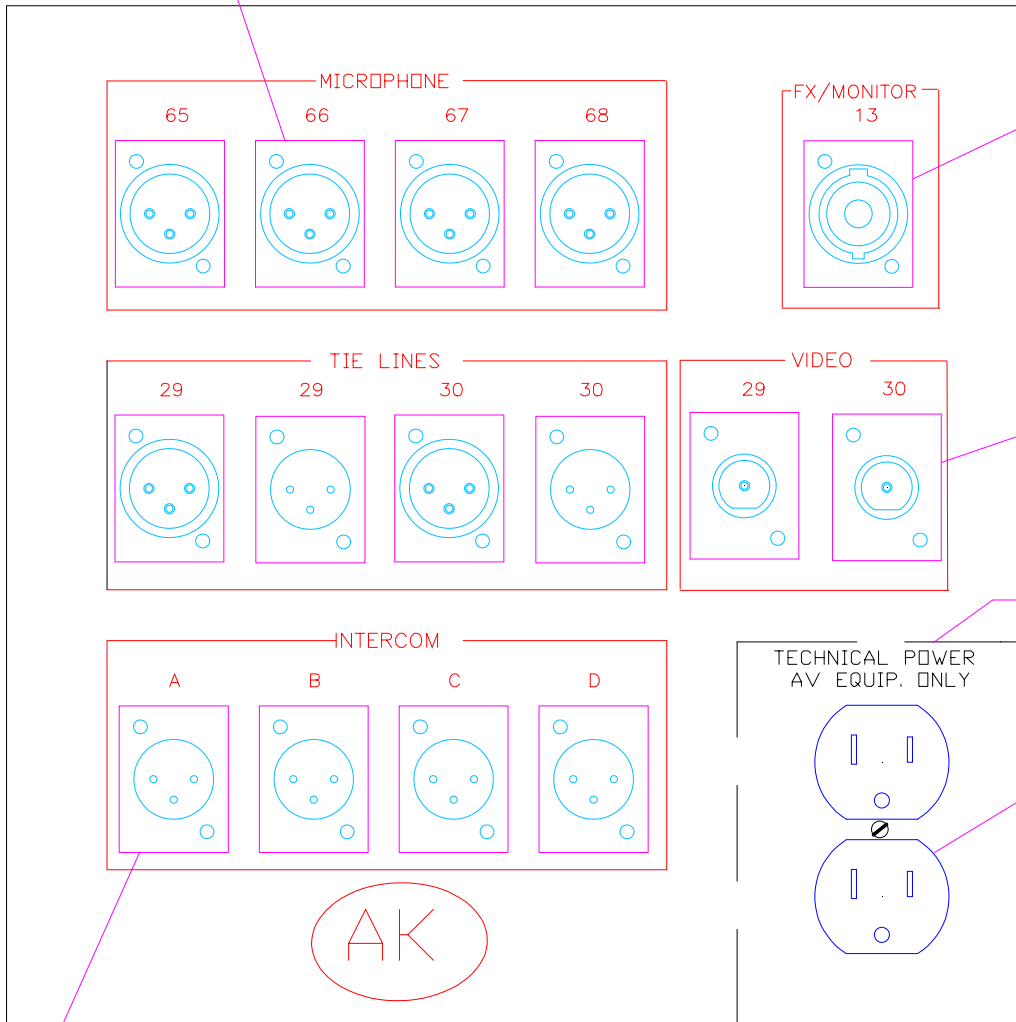 MICROPHONE
65 66 67 68
FX/MONITOR
13
TIE LINES
29 29 30 30
VIDEO
29 30
INTERCOM
A B C D
TECHNICAL POWER
AV EQUIP. ONLY
AK